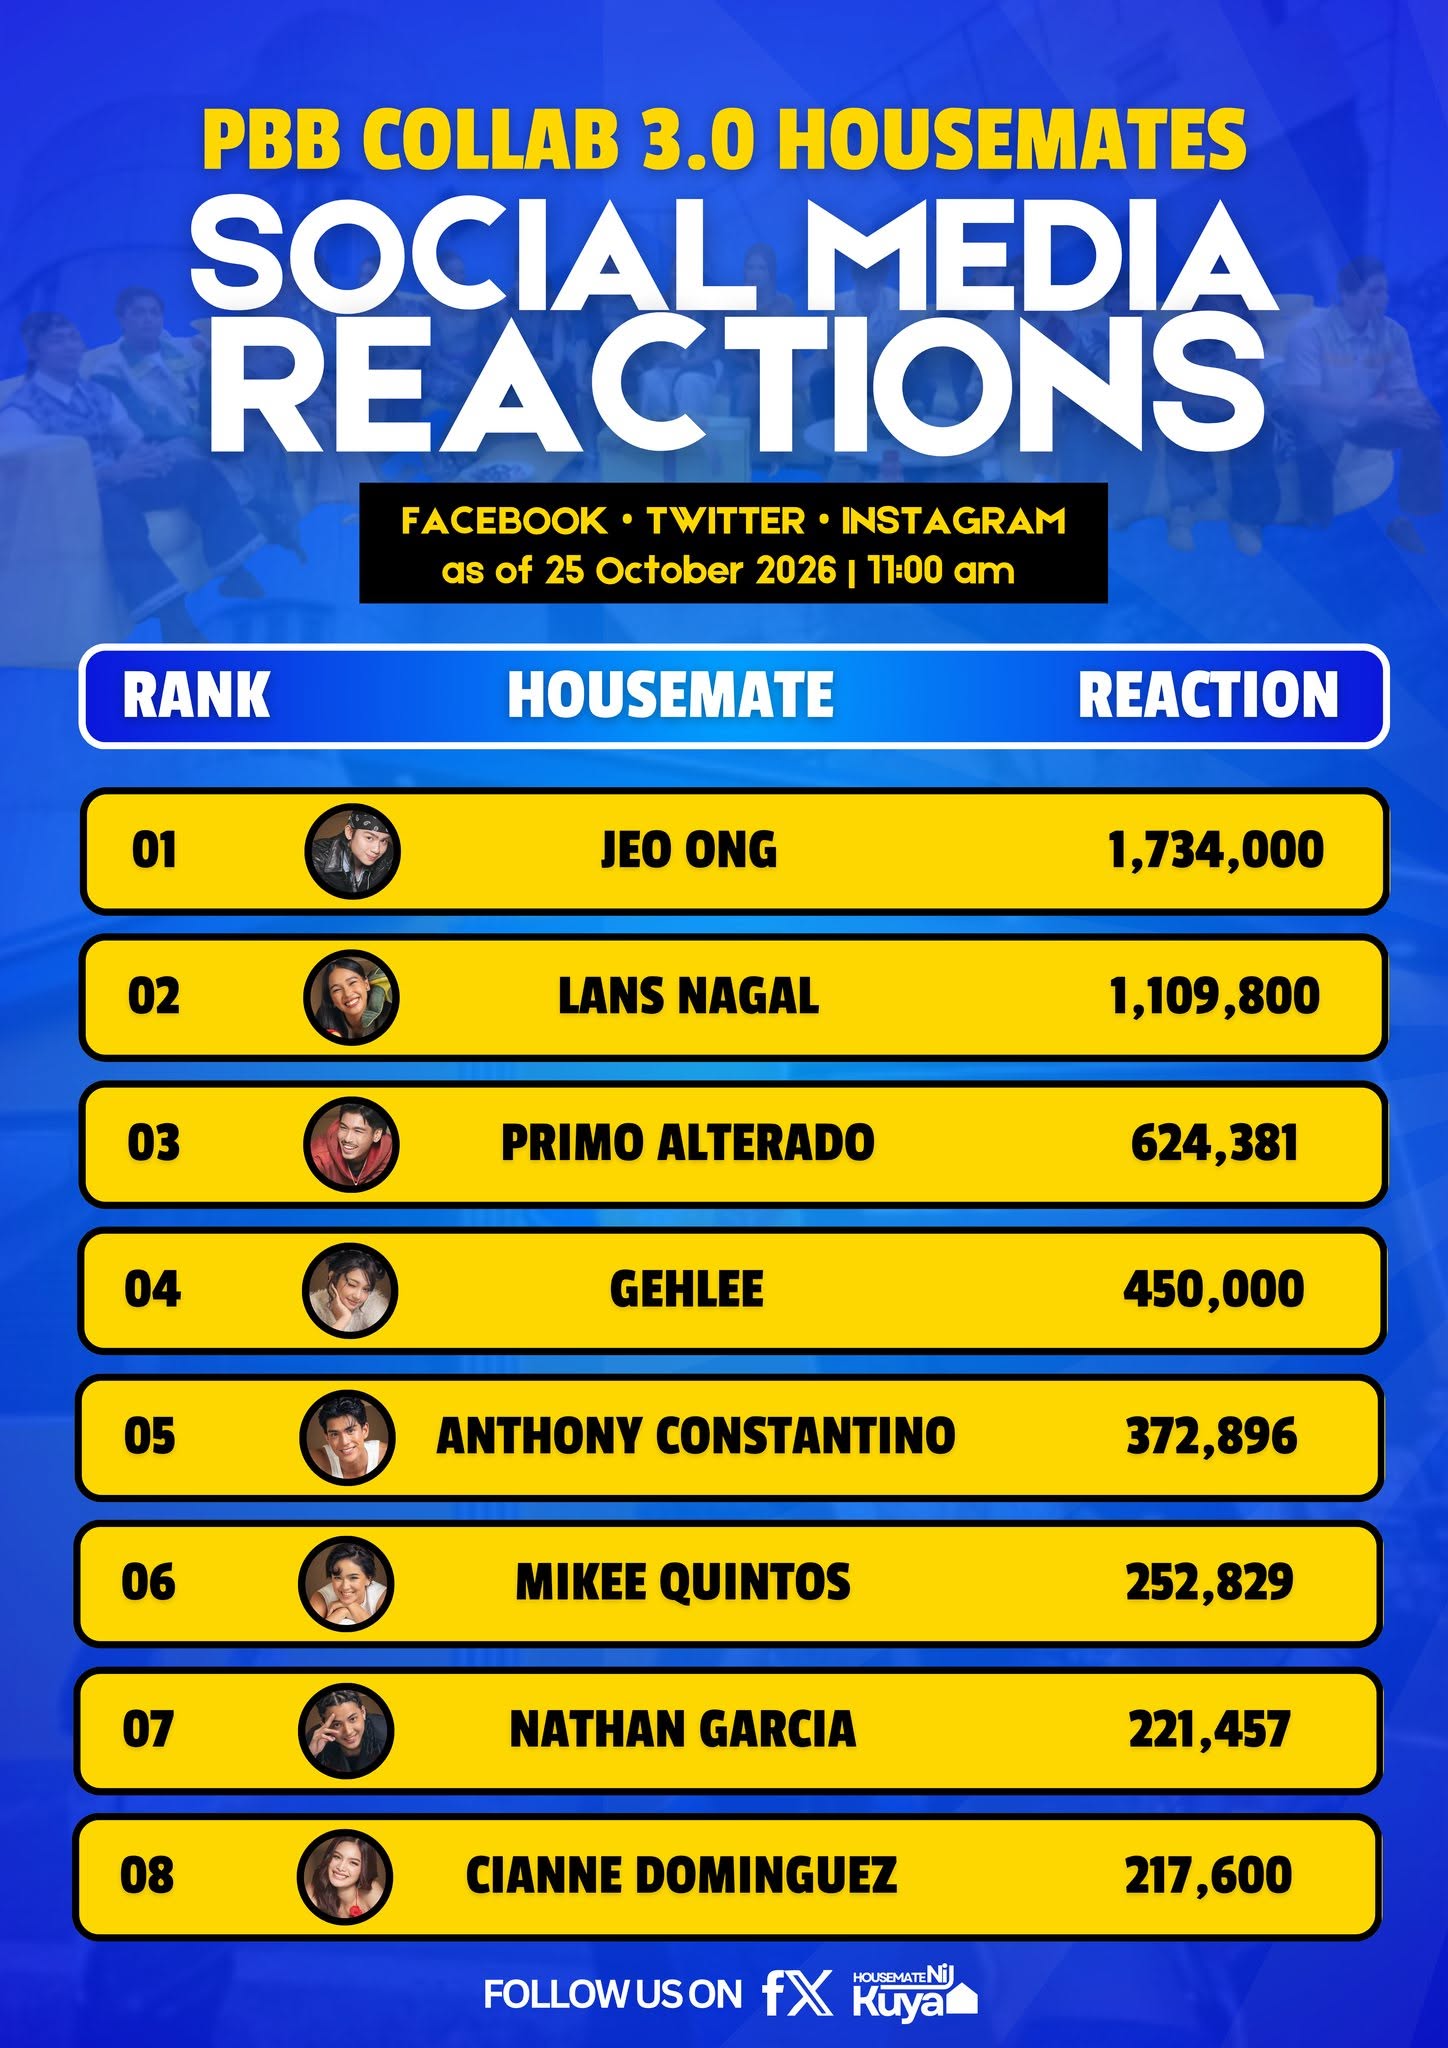 PBB COLLAB 3.0 HOUSEMATES
SOCIAL MEDIA
REACTIONS
FACEBOOK • TWITTER • INSTAGRAM
as of 25 October 2026 | 11:00 am
RANK HOUSEMATE REACTION
01 JEO ONG 1,734,000
02 LANS NAGAL 1,109,800
03 PRIMO ALTERADO 624,381
04 GEHLEE 450,000
05 ANTHONY CONSTANTINO 372,896
06 MIKEE QUINTOS 252,829
07 NATHAN GARCIA 221,457
08 CIANNE DOMINGUEZ 217,600
FOLLOW US ON f X HOUSEMATE Nij
Kuya